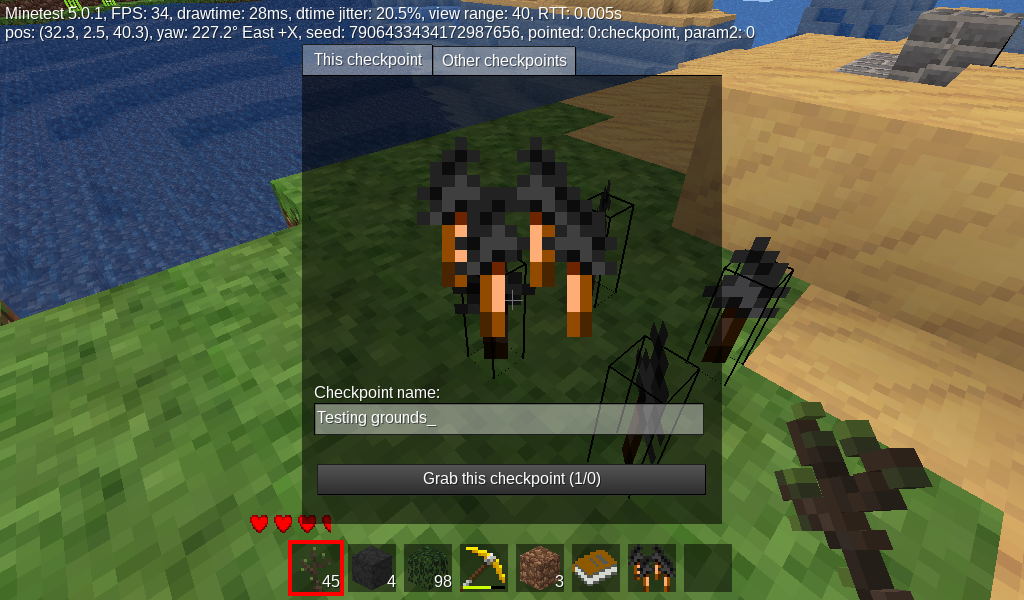 Minetest 5.0.1, FPS: 34, drawtime: 28ms, dtime jitter: 20.5%, view range: 40, RTT: 0.005s
pos: (32.3, 2.5, 40.3), yaw: 227.2° East +X, seed: 7906433434172987656, pointed: 0:checkpoint, param2: 0
This checkpoint Other checkpoints
Checkpoint name:
Testing grounds_
Grab this checkpoint (1/0)
45 4 98 3